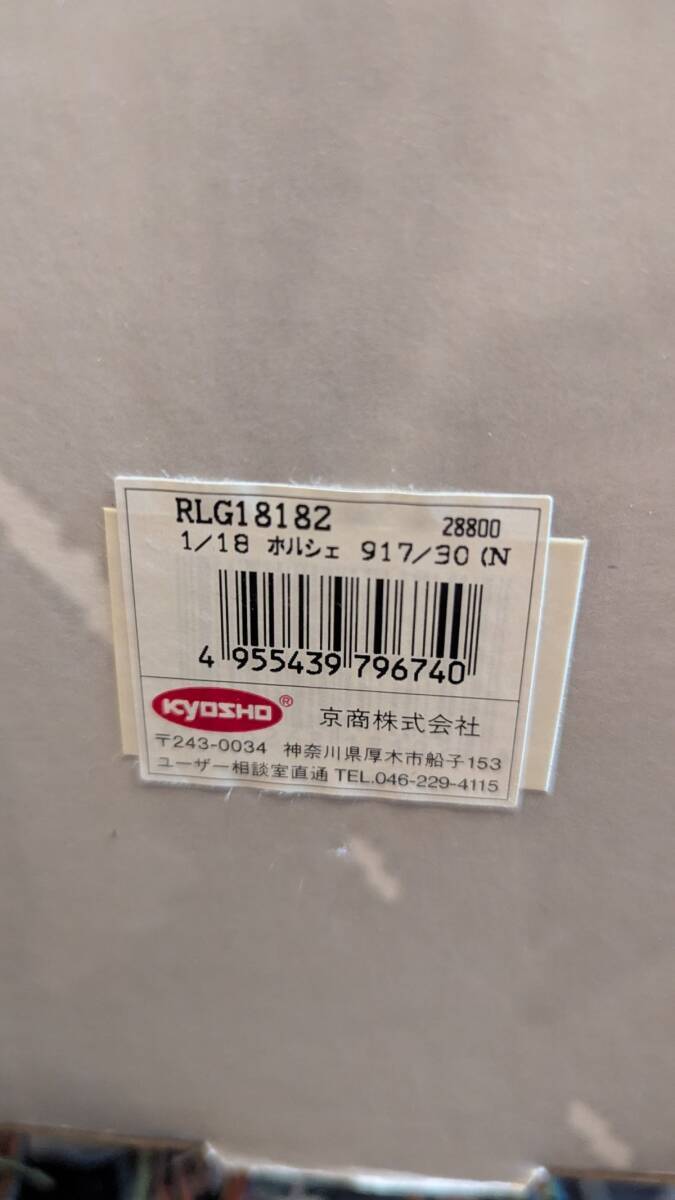 RLG18182 28800
1/18 ポルシェ 917/30 (N
4 955439 796740
KYOSHO® 京商株式会社
〒243-0034 神奈川県厚木市船子153
ユーザー相談室直通 TEL.046-229-4115